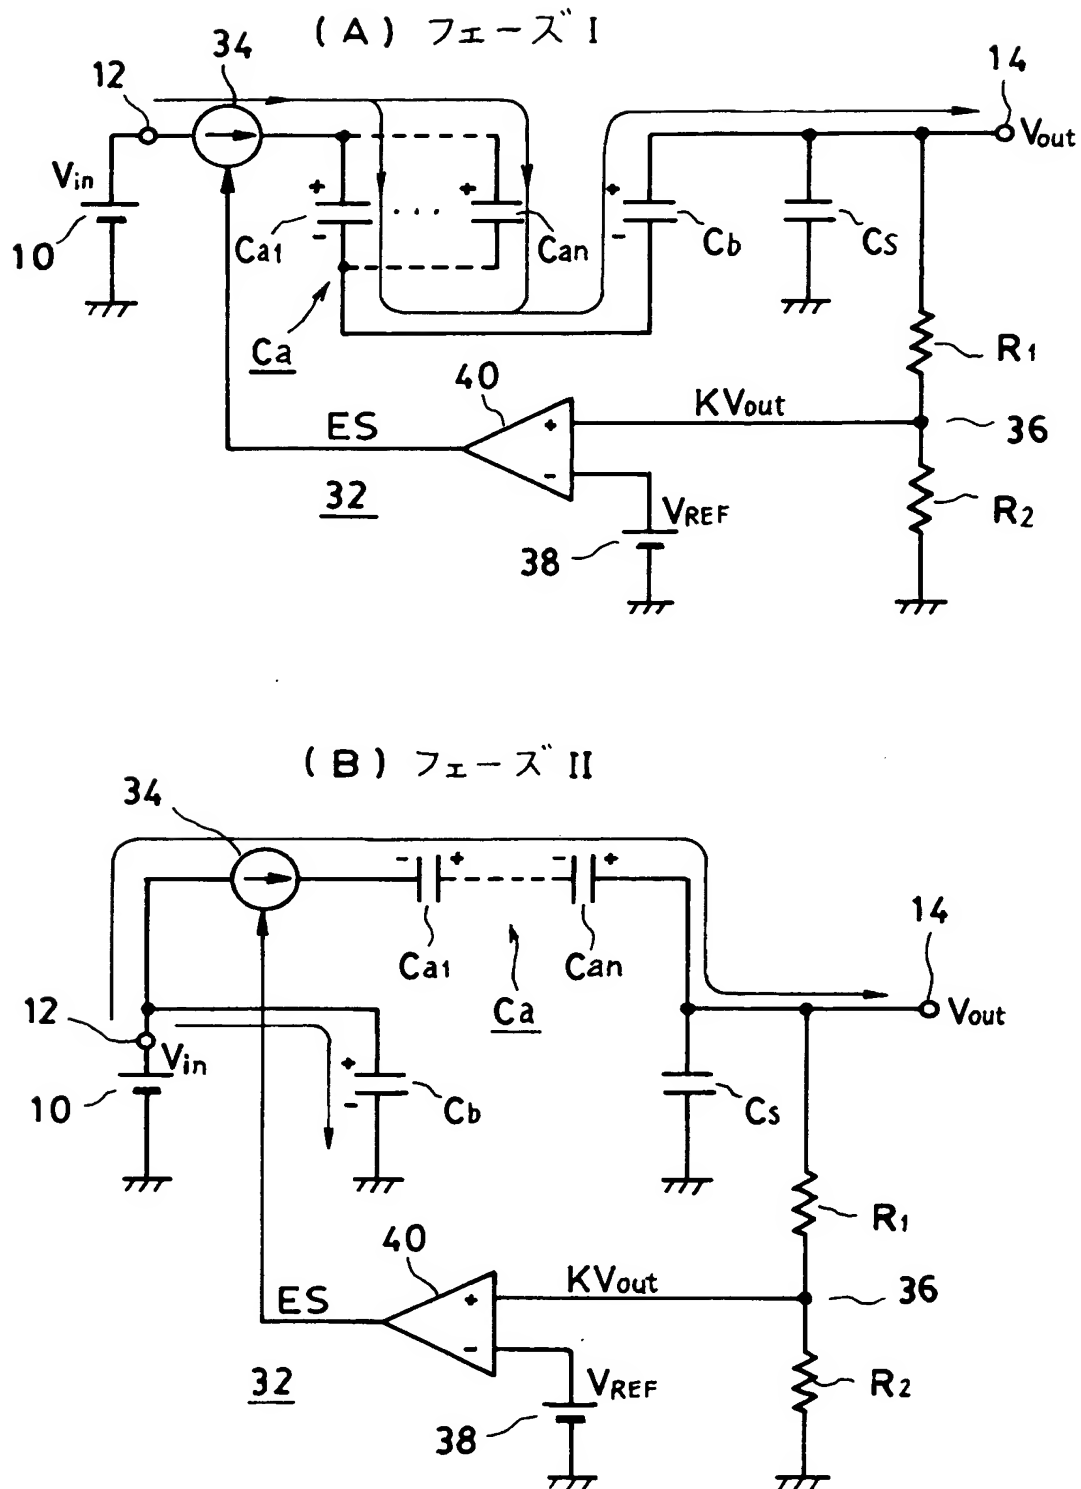 (A) フェーズ I
34
12
14
Vin
Vout
10
+
+
+
Ca1
-
...
Can
-
Cb
Cs
Ca
R1
40
KVout
36
ES
+
-
32
VREF
R2
38
(B) フェーズ II
34
- +
- +
14
Ca1
Can
12
Ca
Vout
Vin
+
10
-
Cb
Cs
R1
40
KVout
36
ES
+
-
32
VREF
R2
38